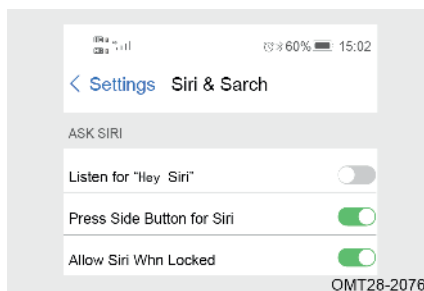 60% 15:02
< Settings Siri & Sarch
ASK SIRI
Listen for "Hey Siri"
Press Side Button for Siri
Allow Siri Whn Locked
OMT28-2076